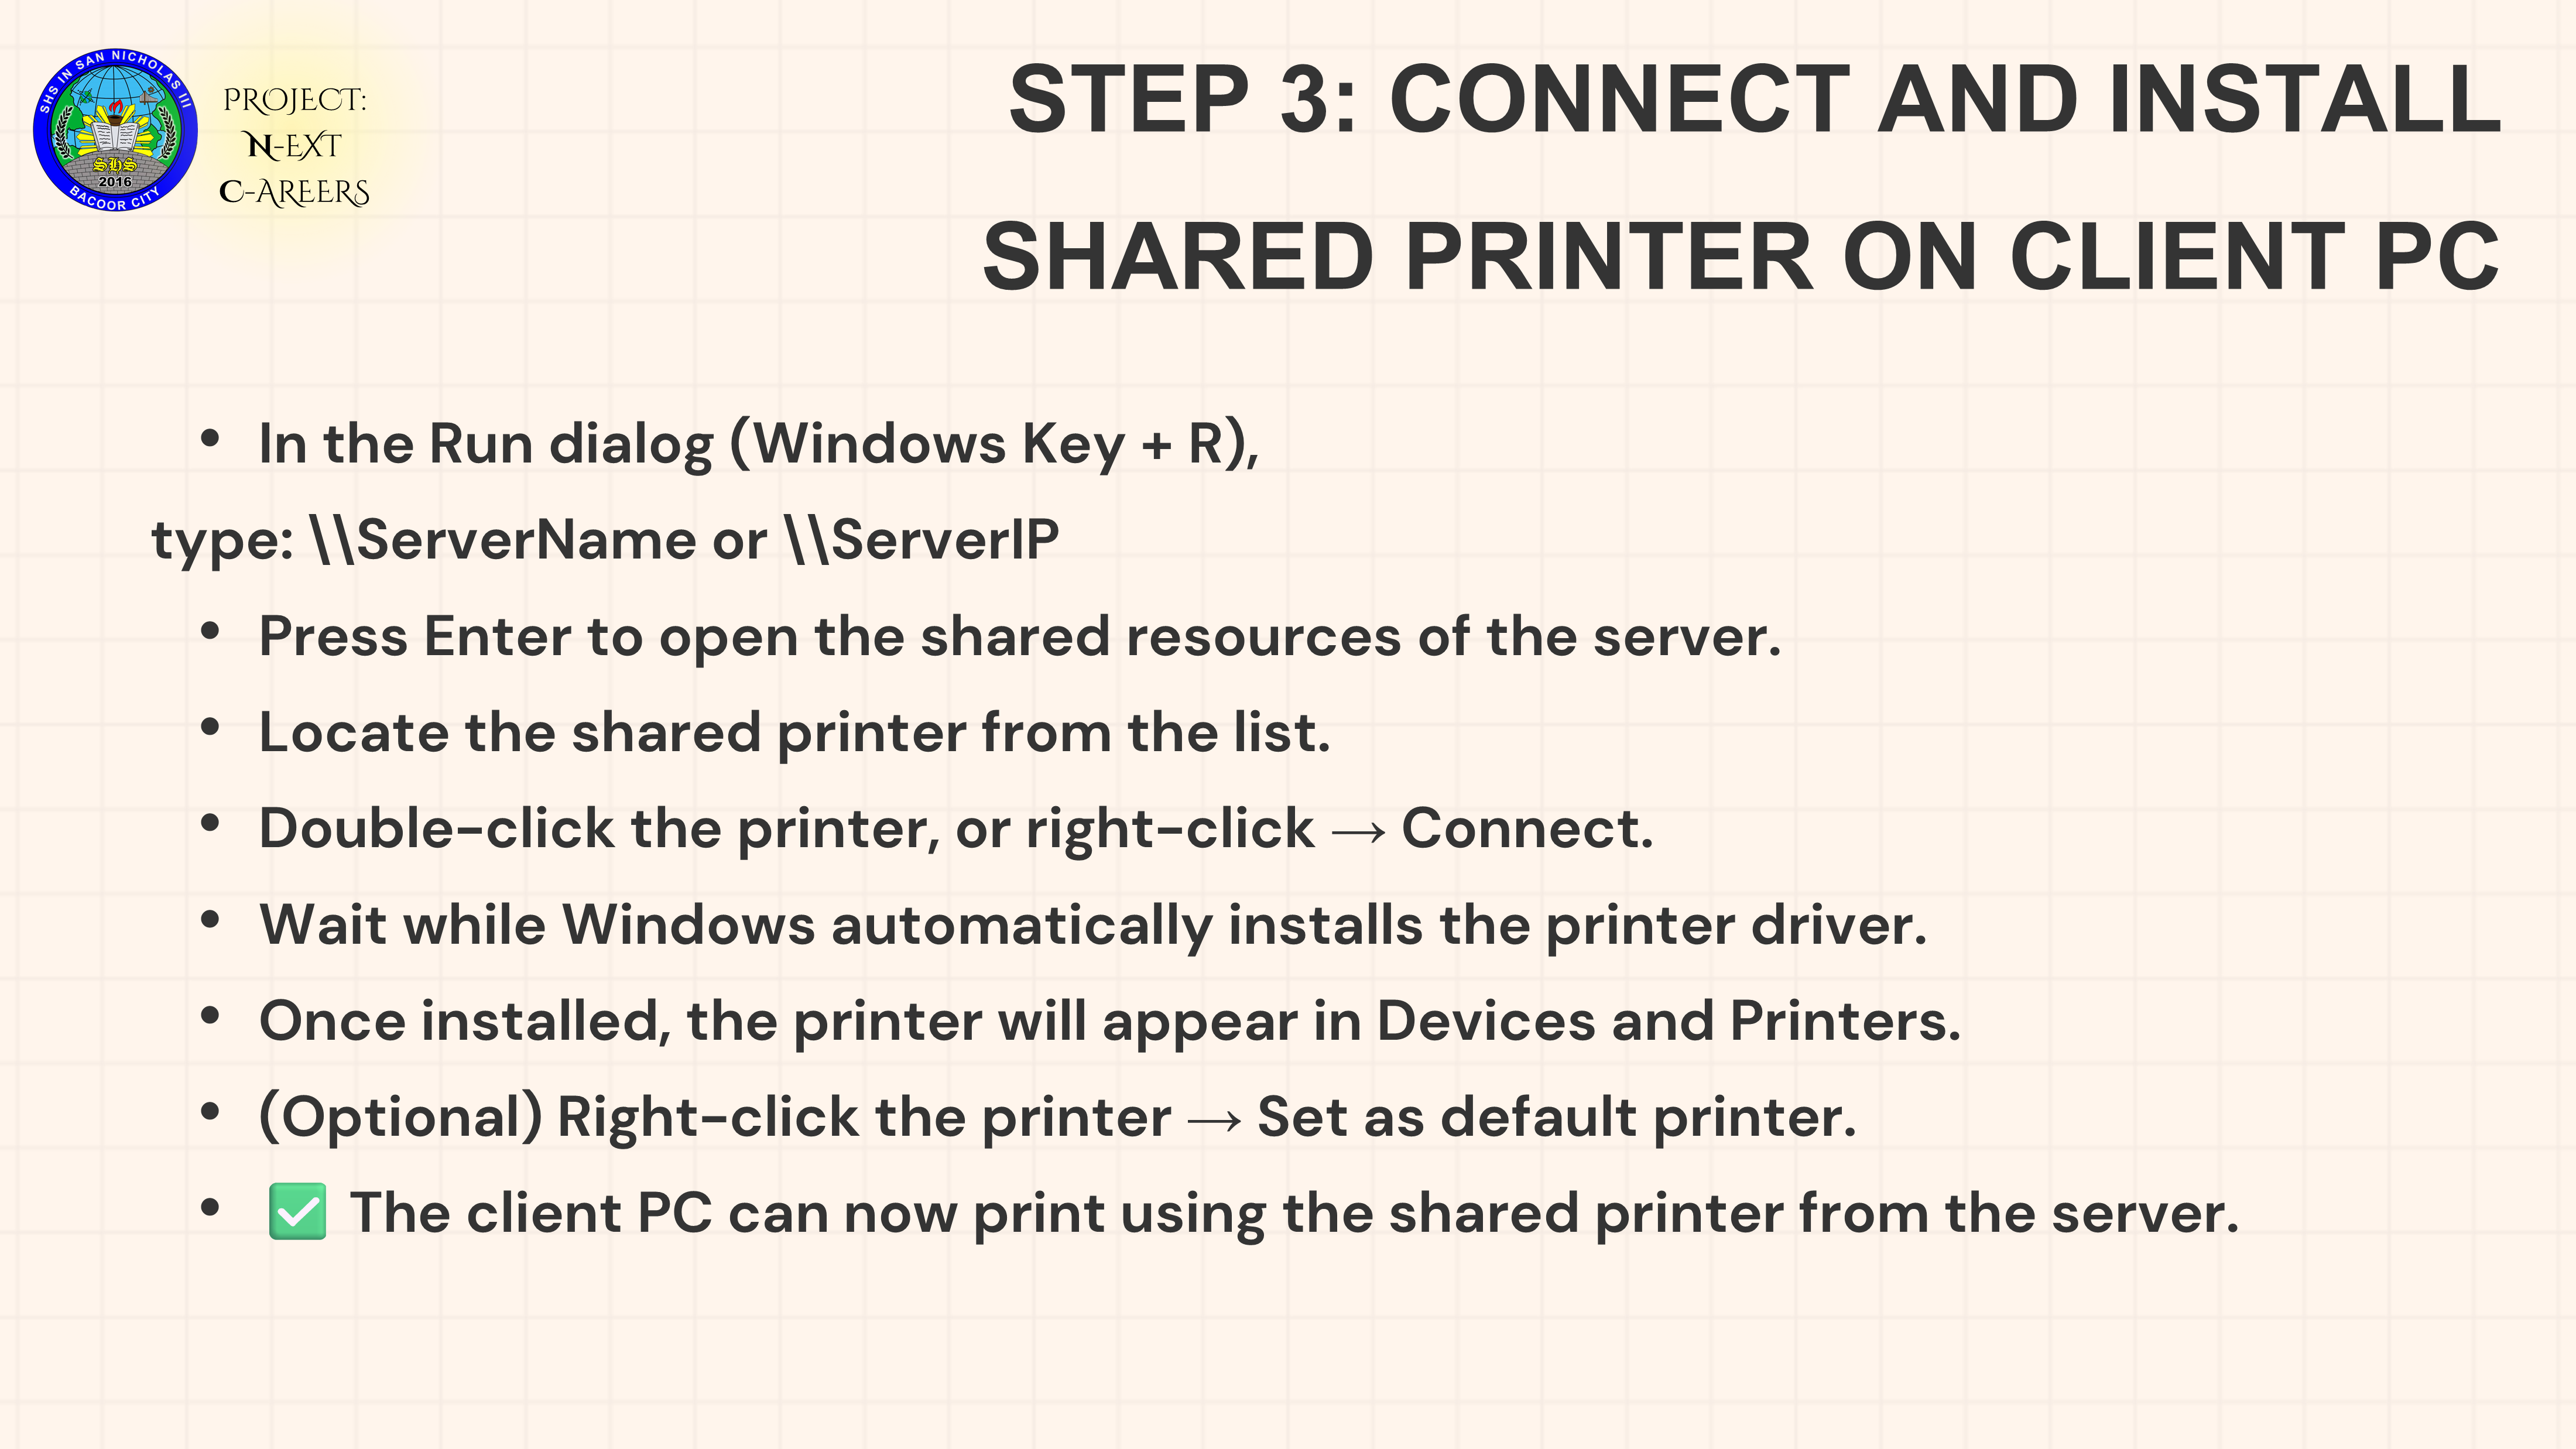 SHS IN SAN NICHOLAS III
SHS
2016
BACOOR CITY
PROJECT:
N-EXT
C-AREERS
STEP 3: CONNECT AND INSTALL
SHARED PRINTER ON CLIENT PC
• In the Run dialog (Windows Key + R),
type: \\ServerName or \\ServerIP
• Press Enter to open the shared resources of the server.
• Locate the shared printer from the list.
• Double-click the printer, or right-click → Connect.
• Wait while Windows automatically installs the printer driver.
• Once installed, the printer will appear in Devices and Printers.
• (Optional) Right-click the printer → Set as default printer.
• ✅ The client PC can now print using the shared printer from the server.